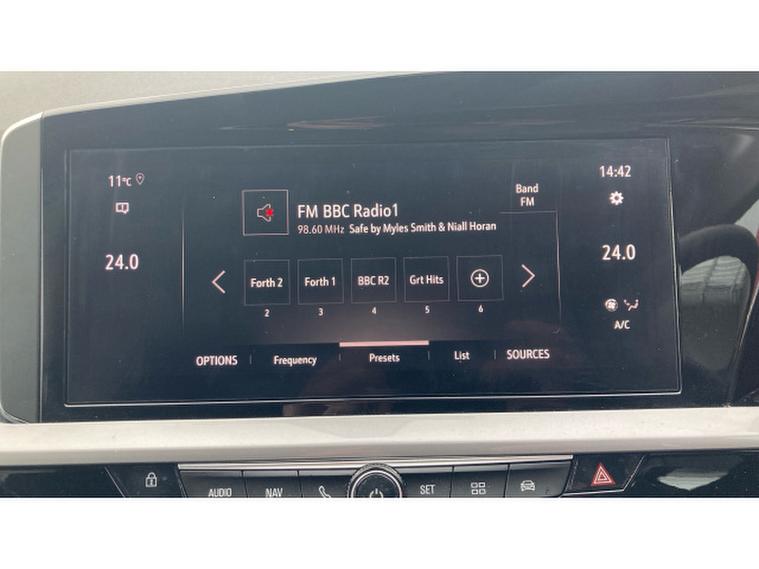 11°C
14:42
Band
FM
FM BBC Radio1
98.60 MHz Safe by Myles Smith & Niall Horan
24.0
24.0
Forth 2
Forth 1
BBC R2
Grt Hits
2
3
4
5
6
A/C
OPTIONS
Frequency
Presets
List
SOURCES
AUDIO
NAV
SET